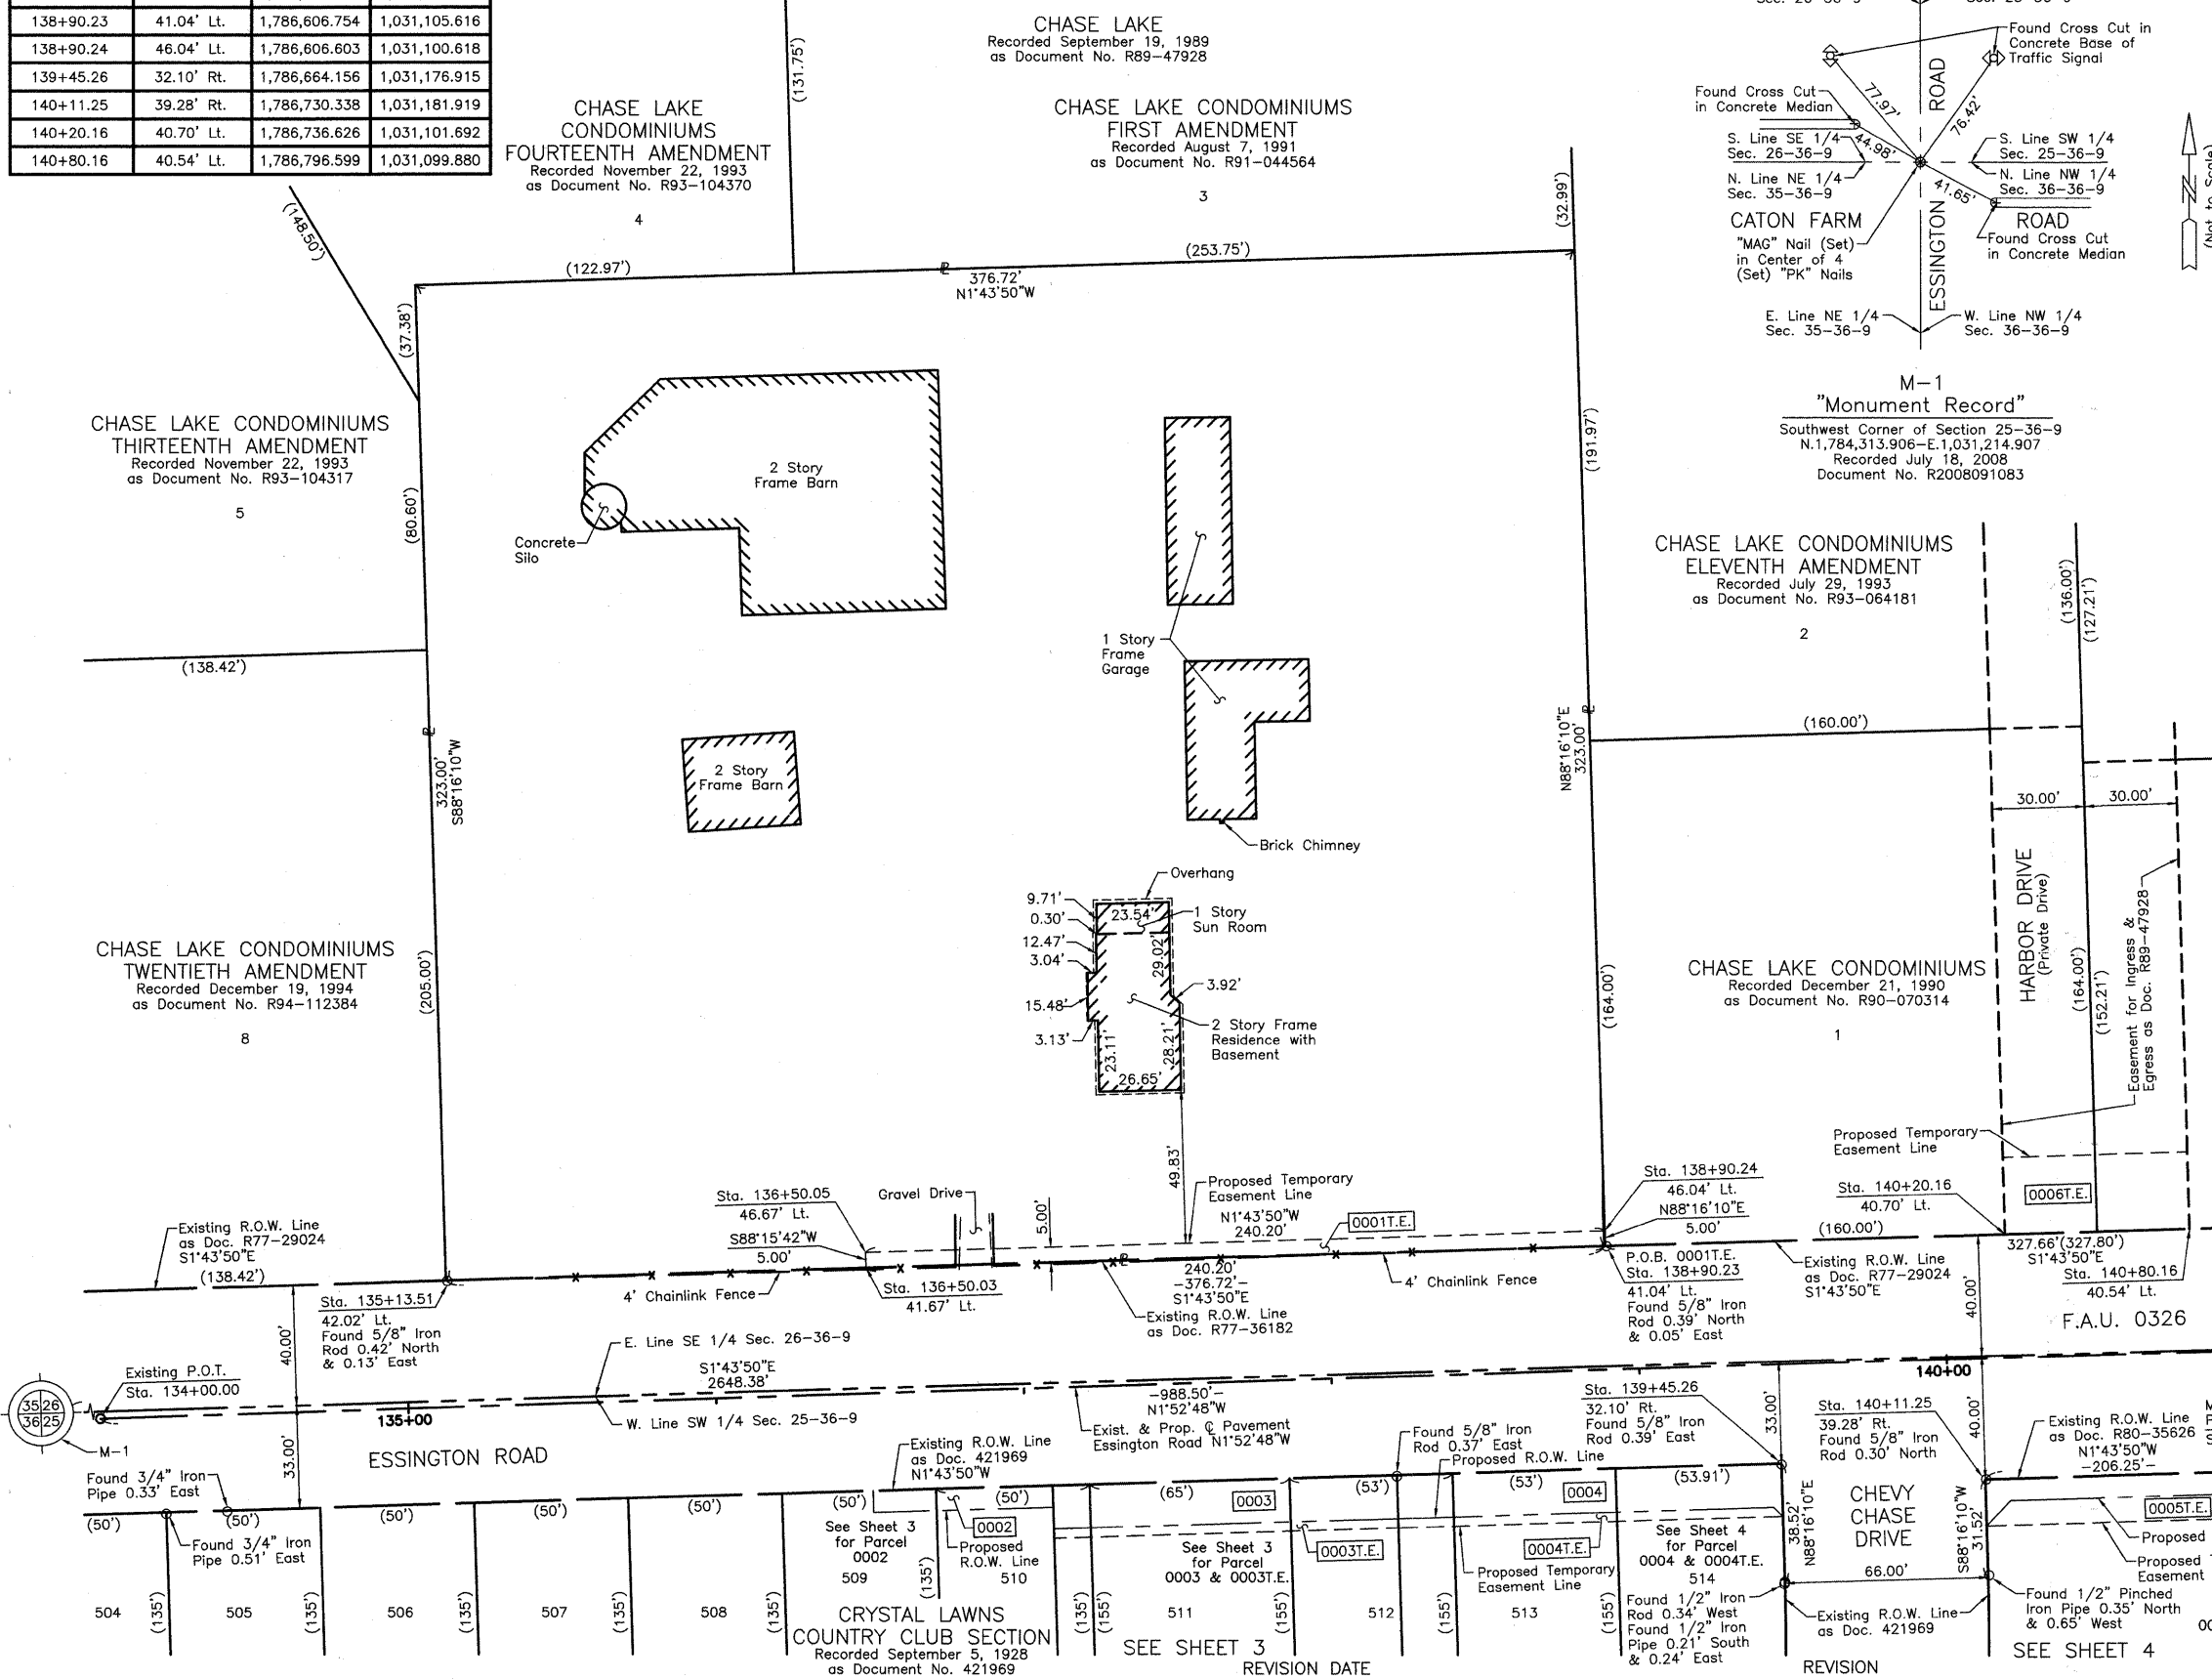 138+90.23 41.04' Lt. 1,786,606.754 1,031,105.616
138+90.24 46.04' Lt. 1,786,606.603 1,031,100.618
139+45.26 32.10' Rt. 1,786,664.156 1,031,176.915
140+11.25 39.28' Rt. 1,786,730.338 1,031,181.919
140+20.16 40.70' Lt. 1,786,736.626 1,031,101.692
140+80.16 40.54' Lt. 1,786,796.599 1,031,099.880
(148.50')
CHASE LAKE
CONDOMINIUMS
FOURTEENTH AMENDMENT
Recorded November 22, 1993
as Document No. R93-104370
4
(131.75')
CHASE LAKE
Recorded September 19, 1989
as Document No. R89-47928
CHASE LAKE CONDOMINIUMS
FIRST AMENDMENT
Recorded August 7, 1991
as Document No. R91-044564
3
(32.99')
(122.97')
(253.75')
376.72'
N1°43'50"W
Found Cross Cut in
Concrete Base of
Traffic Signal
Found Cross Cut
in Concrete Median
77.97'
76.42'
44.98'
41.65'
ROAD
S. Line SE 1/4
Sec. 26-36-9
N. Line NE 1/4
Sec. 35-36-9
S. Line SW 1/4
Sec. 25-36-9
N. Line NW 1/4
Sec. 36-36-9
CATON FARM
ROAD
ESSINGTON
"MAG" Nail (Set)
in Center of 4
(Set) "PK" Nails
Found Cross Cut
in Concrete Median
E. Line NE 1/4
Sec. 35-36-9
W. Line NW 1/4
Sec. 36-36-9
N
(Not to Scale)
M-1
"Monument Record"
Southwest Corner of Section 25-36-9
N.1,784,313.906-E.1,031,214.907
Recorded July 18, 2008
Document No. R2008091083
(37.38')
CHASE LAKE CONDOMINIUMS
THIRTEENTH AMENDMENT
Recorded November 22, 1993
as Document No. R93-104317
5
(80.60')
(138.42')
323.00'
S88°16'10"W
2 Story
Frame Barn
Concrete
Silo
1 Story
Frame
Garage
2 Story
Frame Barn
Brick Chimney
(191.97')
N88°16'10"E
323.00'
CHASE LAKE CONDOMINIUMS
ELEVENTH AMENDMENT
Recorded July 29, 1993
as Document No. R93-064181
2
(136.00')
(127.21')
(160.00')
30.00'
30.00'
HARBOR DRIVE
(Private Drive)
(164.00')
(152.21')
Easement for Ingress &
Egress as Doc. R89-47928
Overhang
9.71'
0.30'
12.47'
3.04'
15.48'
3.13'
23.54'
1 Story
Sun Room
29.02'
3.92'
2 Story Frame
Residence with
Basement
23.11'
28.21'
26.65'
49.83'
CHASE LAKE CONDOMINIUMS
TWENTIETH AMENDMENT
Recorded December 19, 1994
as Document No. R94-112384
8
(205.00')
(164.00')
CHASE LAKE CONDOMINIUMS
Recorded December 21, 1990
as Document No. R90-070314
1
Proposed Temporary
Easement Line
Existing R.O.W. Line
as Doc. R77-29024
S1°43'50"E
(138.42')
Sta. 136+50.05
46.67' Lt.
S88°15'42"W
5.00'
Gravel Drive
5.00'
Proposed Temporary
Easement Line
N1°43'50"W
240.20'
0001T.E.
Sta. 138+90.24
46.04' Lt.
N88°16'10"E
5.00'
Sta. 140+20.16
40.70' Lt.
0006T.E.
(160.00')
Sta. 135+13.51
42.02' Lt.
Found 5/8" Iron
Rod 0.42' North
& 0.13' East
4' Chainlink Fence
Sta. 136+50.03
41.67' Lt.
240.20'
-376.72'-
S1°43'50"E
Existing R.O.W. Line
as Doc. R77-36182
4' Chainlink Fence
P.O.B. 0001T.E.
Sta. 138+90.23
41.04' Lt.
Found 5/8" Iron
Rod 0.39' North
& 0.05' East
Existing R.O.W. Line
as Doc. R77-29024
S1°43'50"E
327.66'(327.80')
S1°43'50"E
Sta. 140+80.16
40.54' Lt.
F.A.U. 0326
40.00'
40.00'
Existing P.O.T.
Sta. 134+00.00
E. Line SE 1/4 Sec. 26-36-9
S1°43'50"E
2648.38'
W. Line SW 1/4 Sec. 25-36-9
35 26
36 25
M-1
135+00
140+00
ESSINGTON ROAD
33.00'
-988.50'-
N1°52'48"W
Exist. & Prop. ℄ Pavement
Essington Road N1°52'48"W
Existing R.O.W. Line
as Doc. 421969
N1°43'50"W
Found 5/8" Iron
Rod 0.37' East
Proposed R.O.W. Line
Sta. 139+45.26
32.10' Rt.
Found 5/8" Iron
Rod 0.39' East
33.00'
Sta. 140+11.25
39.28' Rt.
Found 5/8" Iron
Rod 0.30' North
40.00'
Existing R.O.W. Line
as Doc. R80-35626
N1°43'50"W
-206.25'-
Found 3/4" Iron
Pipe 0.33' East
(50')
(50')
(50')
(50')
(50')
(50')
(50')
(65')
(53')
(53')
(53.91')
Found 3/4" Iron
Pipe 0.51' East
See Sheet 3
for Parcel
0002
509
0002
Proposed
R.O.W. Line
510
0003
See Sheet 3
for Parcel
0003 & 0003T.E.
0003T.E.
0004
0004T.E.
Proposed Temporary
Easement Line
See Sheet 4
for Parcel
0004 & 0004T.E.
514
38.52'
N88°16'10"E
CHEVY
CHASE
DRIVE
66.00'
S88°16'10"W
31.52'
0005T.E.
Proposed
Proposed
Easement
504
(135')
505
(135')
506
(135')
507
(135')
508
(135')
(135')
(135')
(155')
511
(155')
512
(155')
513
(155')
Found 1/2" Iron
Rod 0.34' West
Found 1/2" Iron
Pipe 0.21' South
& 0.24' East
Existing R.O.W. Line
as Doc. 421969
Found 1/2" Pinched
Iron Pipe 0.35' North
& 0.65' West
CRYSTAL LAWNS
COUNTRY CLUB SECTION
Recorded September 5, 1928
as Document No. 421969
SEE SHEET 3
SEE SHEET 4
REVISION DATE
REVISION